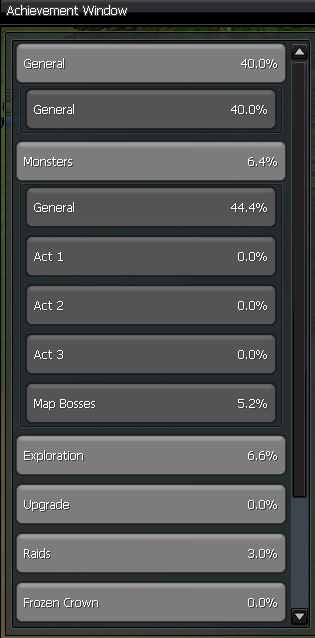 Achievement Window
General 40.0%
General 40.0%
Monsters 6.4%
General 44.4%
Act 1 0.0%
Act 2 0.0%
Act 3 0.0%
Map Bosses 5.2%
Exploration 6.6%
Upgrade 0.0%
Raids 3.0%
Frozen Crown 0.0%